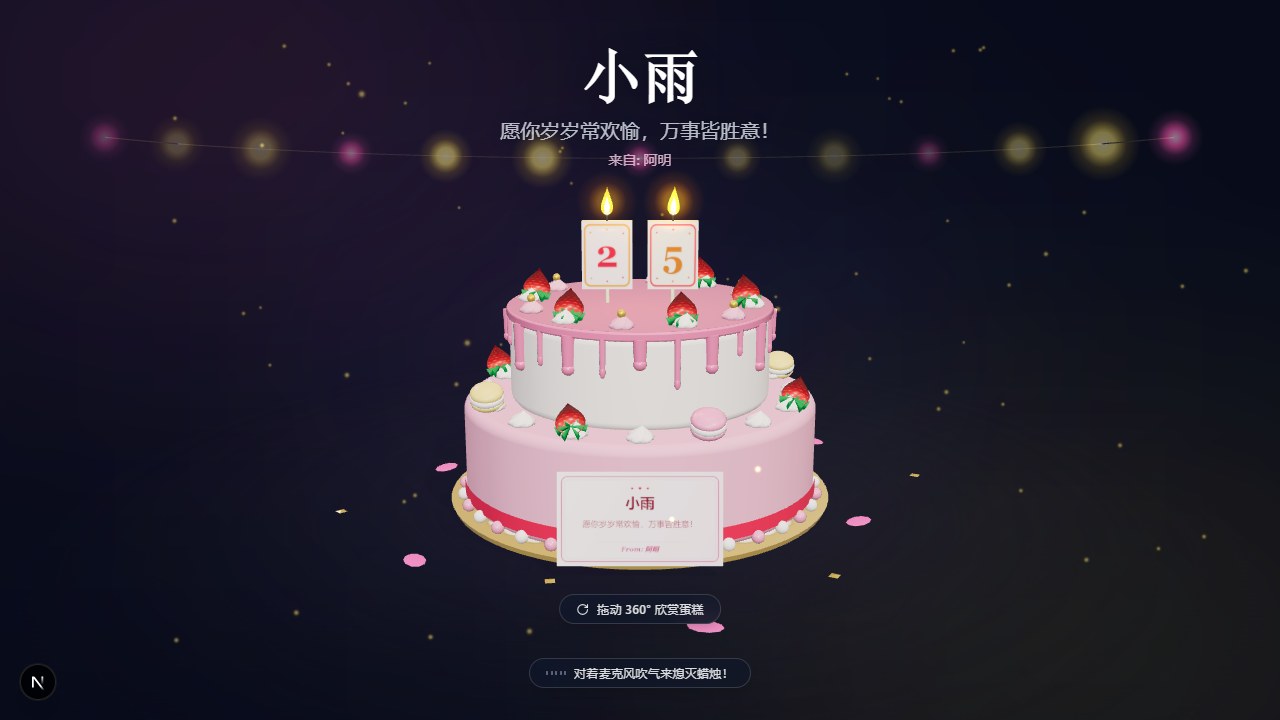 小雨
愿你岁岁常欢愉，万事皆胜意！
来自: 阿明
2 5
小雨
愿你岁岁常欢愉，万事皆胜意！
From: 阿明
拖动 360° 欣赏蛋糕
对着麦克风吹气来熄灭蜡烛！
N